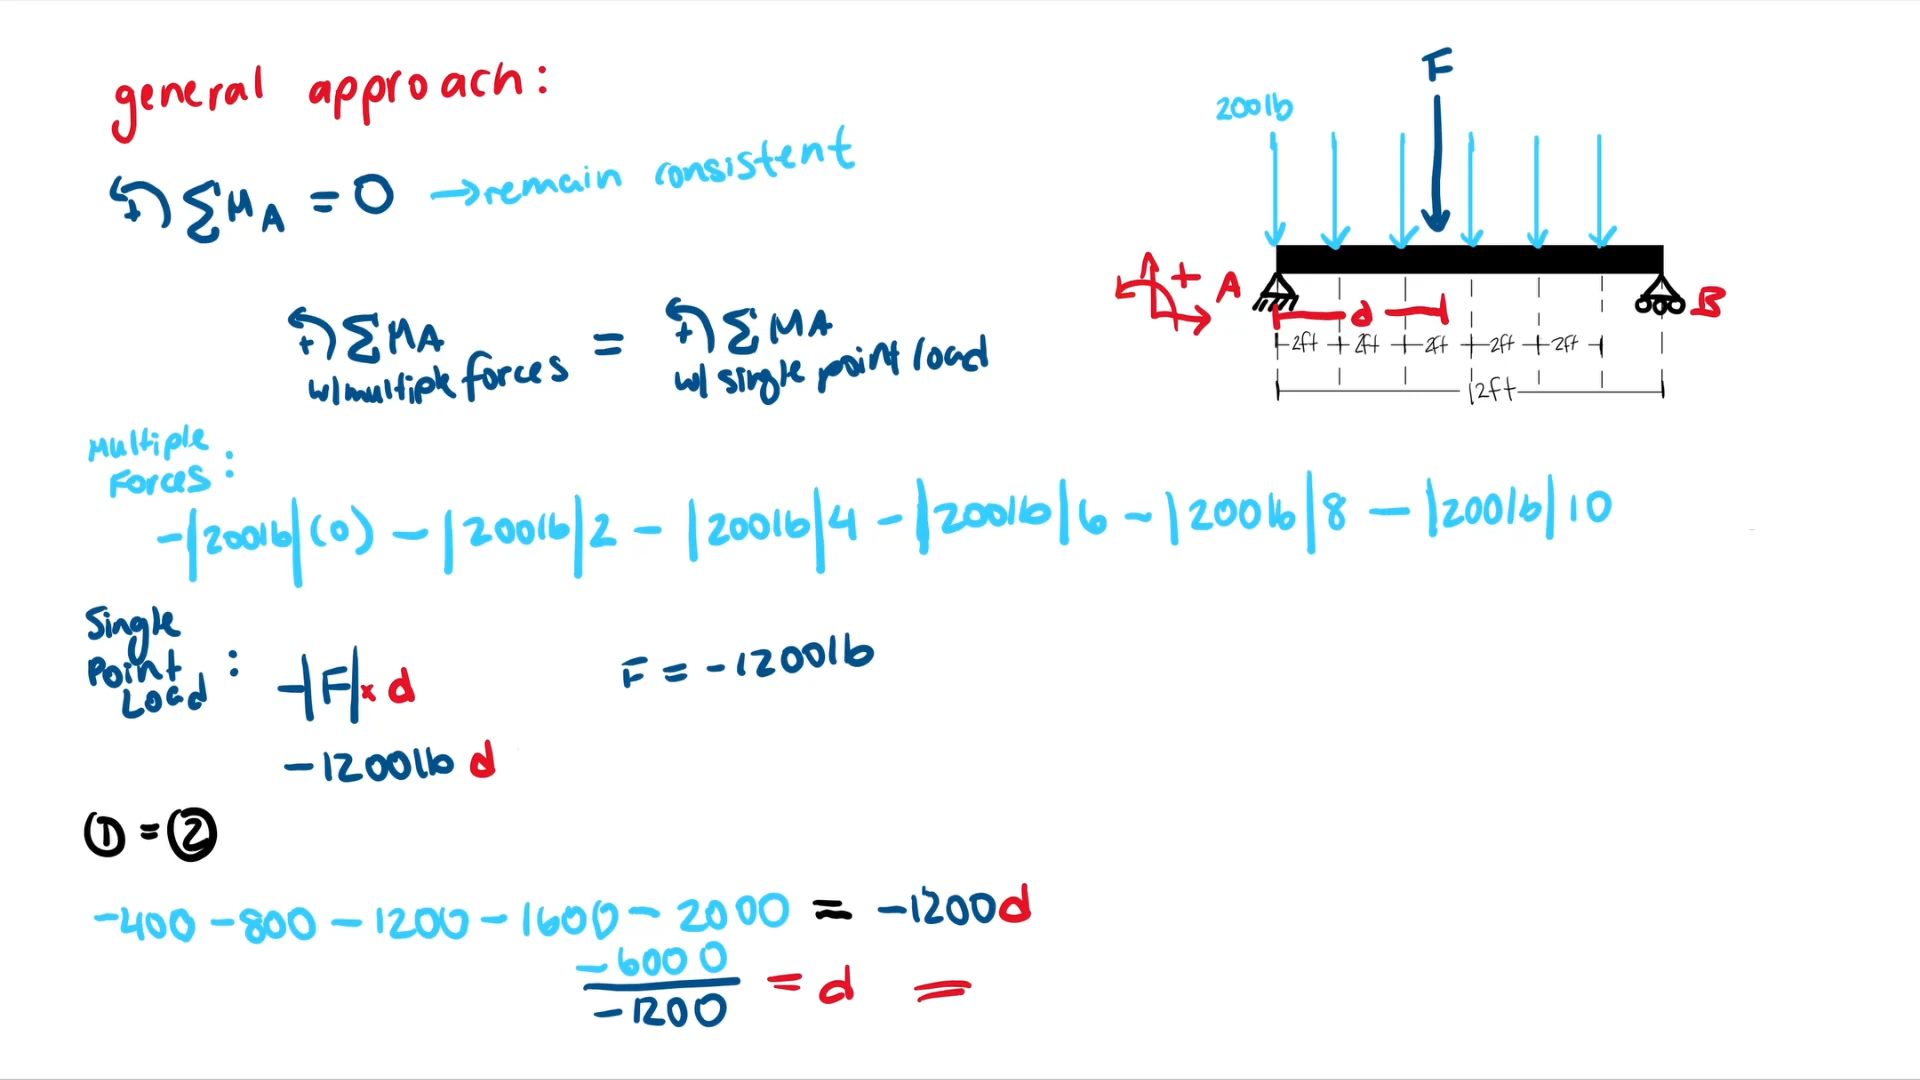 general approach:
+ ΣMA = 0 → remain consistent
+ ΣMA w/ multiple forces = + ΣMA w/ single point load
Multiple Forces:
-|200lb|(0) - |200lb|2 - |200lb|4 - |200lb|6 - |200lb|8 - |200lb|10
Single Point Load: -|F| × d
F = -1200lb
-1200lb d
① = ②
-400 - 800 - 1200 - 1600 - 2000 = -1200d
-6000 / -1200 = d =
F
200lb
+ A
d
B
2ft 2ft 2ft 2ft 2ft
12ft